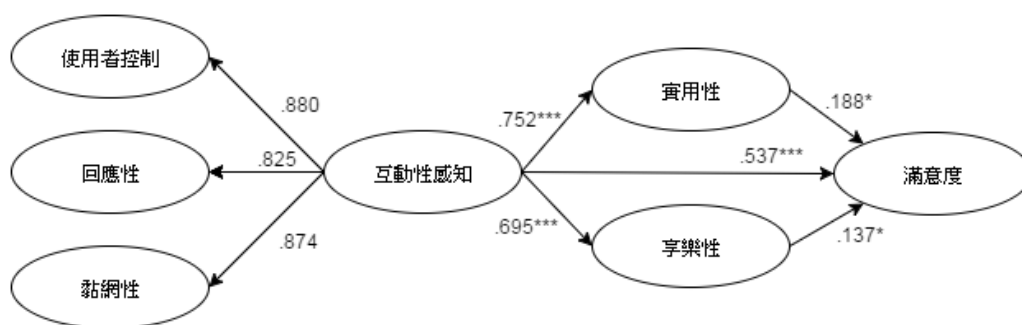 使用者控制
.880
回應性
.825
黏網性
.874
互動性感知
.752***
實用性
.188*
.537***
滿意度
.695***
享樂性
.137*